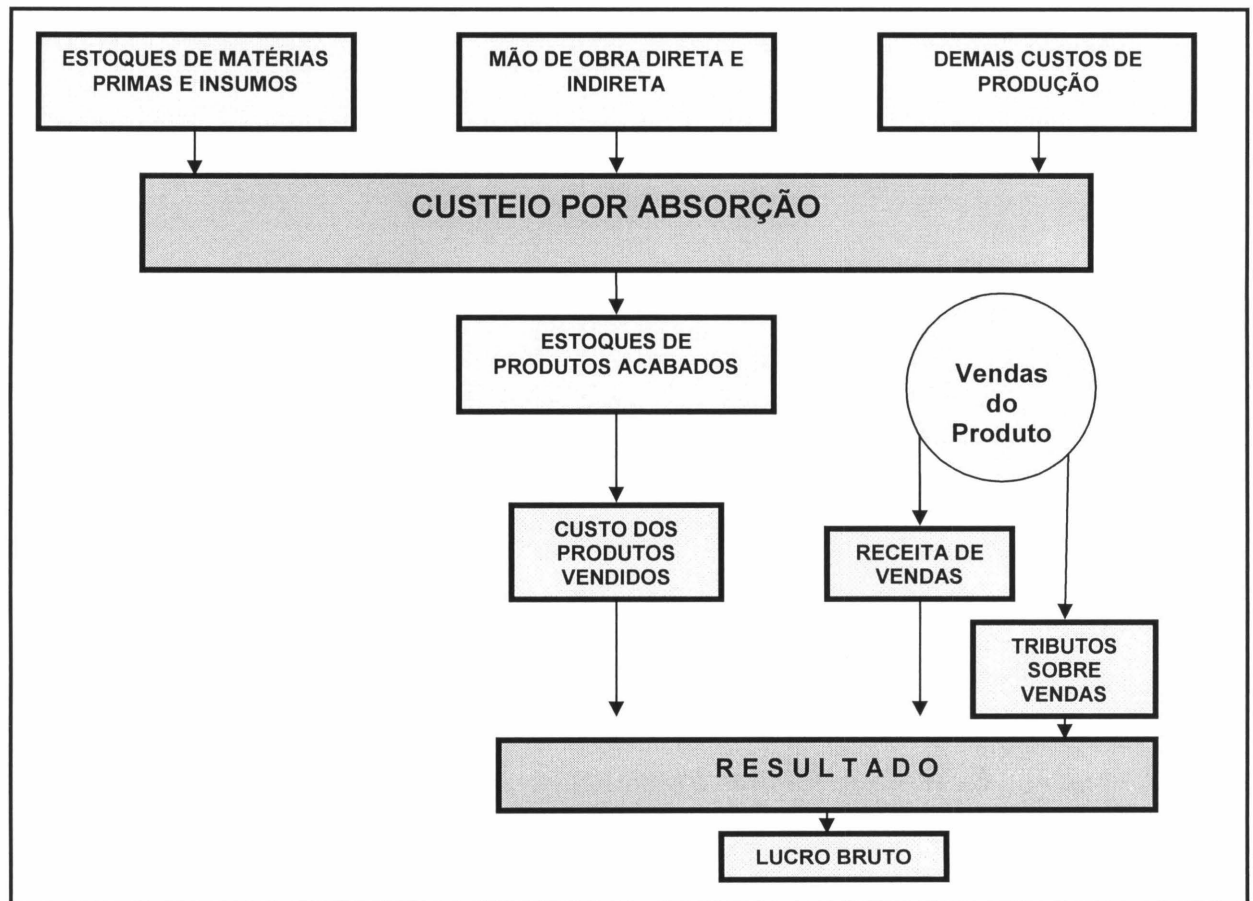 ESTOQUES DE MATÉRIAS
PRIMAS E INSUMOS
MÃO DE OBRA DIRETA E
INDIRETA
DEMAIS CUSTOS DE
PRODUÇÃO
CUSTEIO POR ABSORÇÃO
ESTOQUES DE
PRODUTOS ACABADOS
Vendas
do
Produto
CUSTO DOS
PRODUTOS
VENDIDOS
RECEITA DE
VENDAS
TRIBUTOS
SOBRE
VENDAS
R E S U L T A D O
LUCRO BRUTO